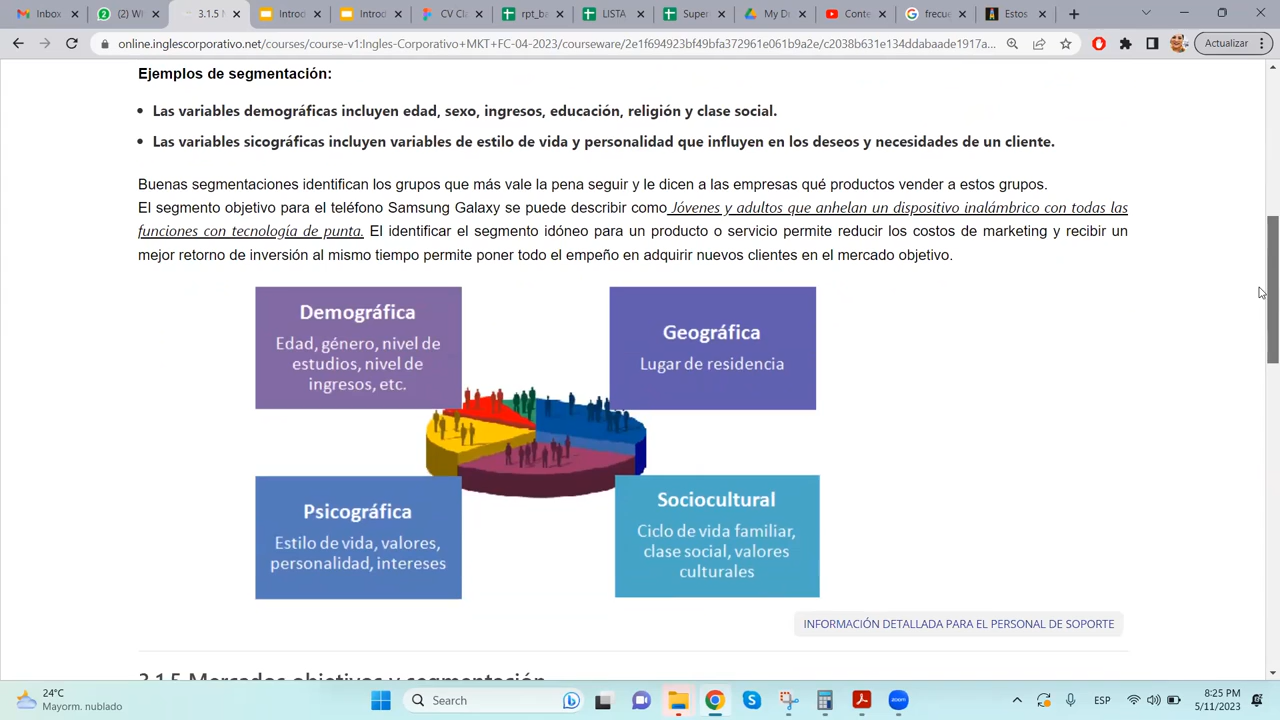 Inbox
(2) W
3.1.5 M
Intro
Introd
CV Cl
rpt_b
LISTA
Super
My D
Conte
frecue
Estos
online.inglescorporativo.net/courses/course-v1:Ingles-Corporativo+MKT+FC-04-2023/courseware/2e1f694923bf49bfa372961e061b9a2e/c2038b631e134ddabaade1917a...
Actualizar
Ejemplos de segmentación:
• Las variables demográficas incluyen edad, sexo, ingresos, educación, religión y clase social.
• Las variables sicográficas incluyen variables de estilo de vida y personalidad que influyen en los deseos y necesidades de un cliente.
Buenas segmentaciones identifican los grupos que más vale la pena seguir y le dicen a las empresas qué productos vender a estos grupos.
El segmento objetivo para el teléfono Samsung Galaxy se puede describir como Jóvenes y adultos que anhelan un dispositivo inalámbrico con todas las
funciones con tecnología de punta. El identificar el segmento idóneo para un producto o servicio permite reducir los costos de marketing y recibir un
mejor retorno de inversión al mismo tiempo permite poner todo el empeño en adquirir nuevos clientes en el mercado objetivo.
Demográfica
Edad, género, nivel de
estudios, nivel de
ingresos, etc.
Geográfica
Lugar de residencia
Psicográfica
Estilo de vida, valores,
personalidad, intereses
Sociocultural
Ciclo de vida familiar,
clase social, valores
culturales
INFORMACIÓN DETALLADA PARA EL PERSONAL DE SOPORTE
3.1.5 Mercados objetivos y segmentación
24°C
Mayorm. nublado
Search
zoom
ESP
8:25 PM
5/11/2023